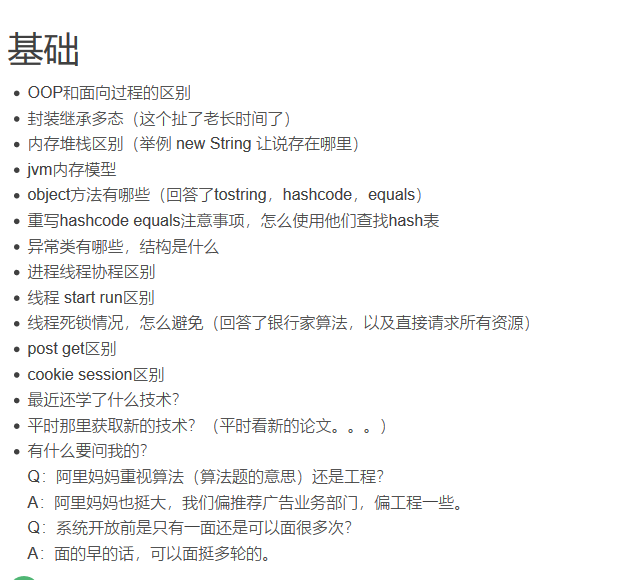 基础
OOP和面向过程的区别
封装继承多态（这个扯了老长时间了）
内存堆栈区别（举例 new String 让说存在哪里）
jvm内存模型
object方法有哪些（回答了tostring，hashcode，equals）
重写hashcode equals注意事项，怎么使用他们查找hash表
异常类有哪些，结构是什么
进程线程协程区别
线程 start run区别
线程死锁情况，怎么避免（回答了银行家算法，以及直接请求所有资源）
post get区别
cookie session区别
最近还学了什么技术？
平时那里获取新的技术？（平时看新的论文。。。）
有什么要问我的？
Q：阿里妈妈重视算法（算法题的意思）还是工程？
A：阿里妈妈也挺大，我们偏推荐广告业务部门，偏工程一些。
Q：系统开放前是只有一面还是可以面很多次？
A：面的早的话，可以面挺多轮的。